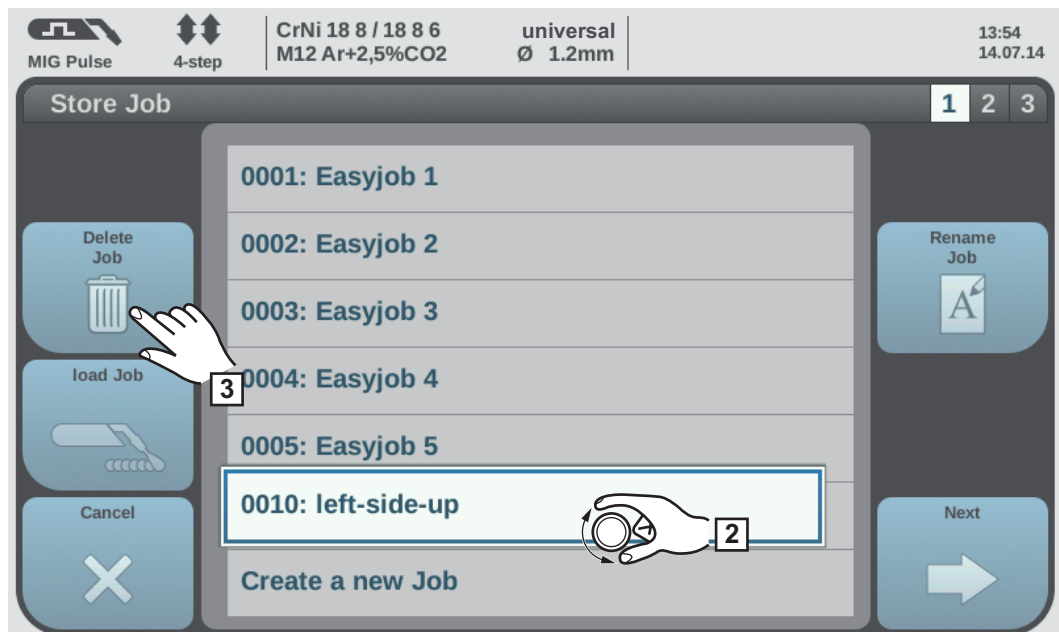 MIG Pulse
4-step
CrNi 18 8 / 18 8 6 universal
M12 Ar+2,5%CO2 Ø 1.2mm
13:54
14.07.14
Store Job
1 2 3
0001: Easyjob 1
0002: Easyjob 2
0003: Easyjob 3
0004: Easyjob 4
0005: Easyjob 5
0010: left-side-up
Create a new Job
Delete
Job
3
load Job
Cancel
2
Rename
Job
A
Next